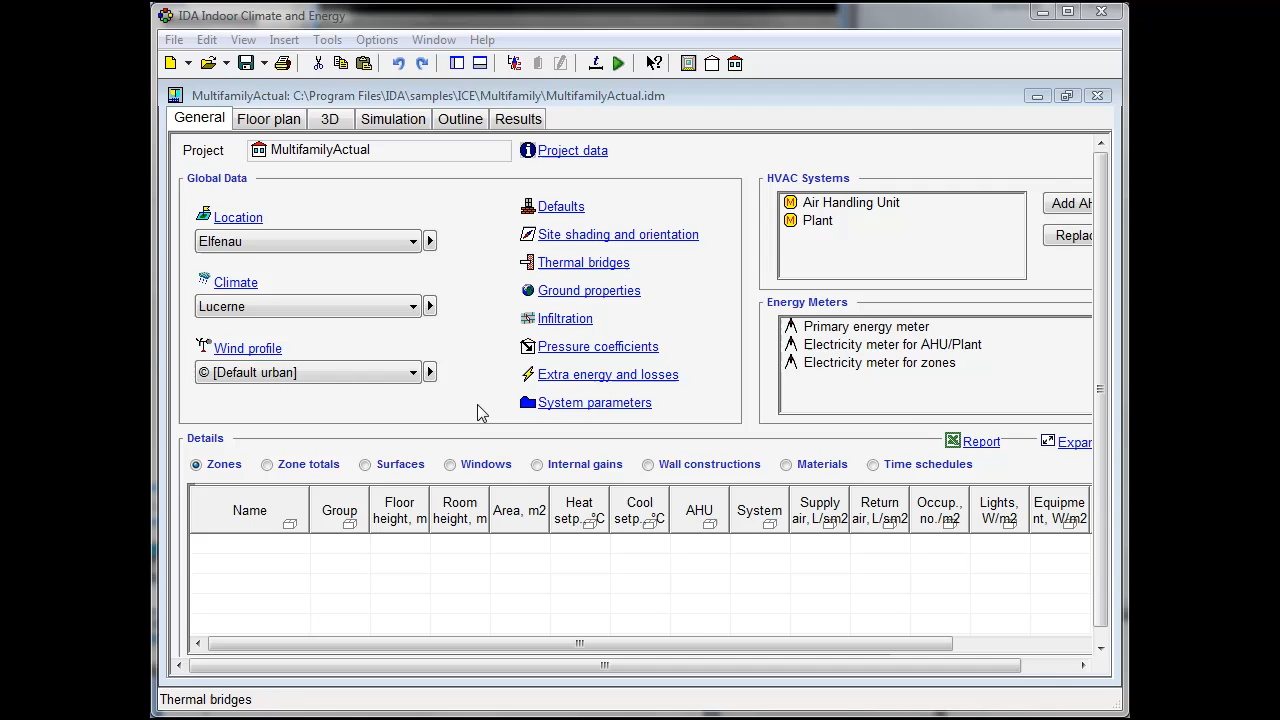 IDA Indoor Climate and Energy
File Edit View Insert Tools Options Window Help
MultifamilyActual: C:\Program Files\IDA\samples\ICE\Multifamily\MultifamilyActual.idm
General Floor plan 3D Simulation Outline Results
Project MultifamilyActual Project data
Global Data
Location
Elfenau
Climate
Lucerne
Wind profile
© [Default urban]
Defaults
Site shading and orientation
Thermal bridges
Ground properties
Infiltration
Pressure coefficients
Extra energy and losses
System parameters
HVAC Systems
Air Handling Unit
Plant
Add AH
Replac
Energy Meters
Primary energy meter
Electricity meter for AHU/Plant
Electricity meter for zones
Details
Report Expar
Zones Zone totals Surfaces Windows Internal gains Wall constructions Materials Time schedules
Name
Group
Floor
height, m
Room
height, m
Area, m2
Heat
setp., °C
Cool
setp., °C
AHU
System
Supply
air, L/sm2
Return
air, L/sm2
Occup.,
no./m2
Lights,
W/m2
Equipme
nt, W/m2
Thermal bridges